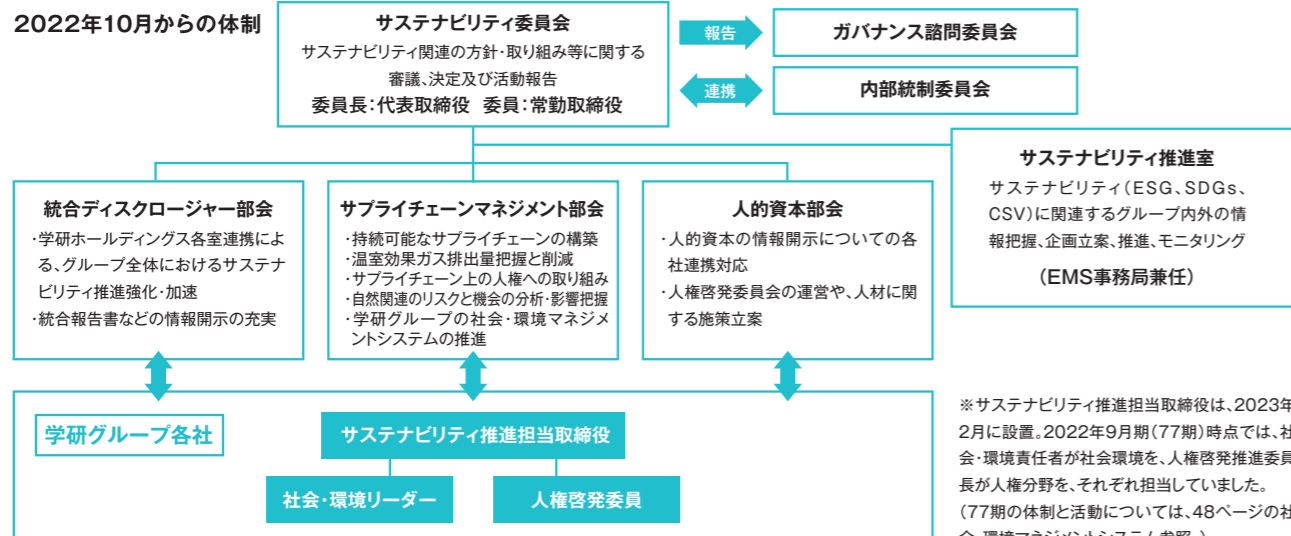 2022年10月からの体制
サステナビリティ委員会
サステナビリティ関連の方針・取り組み等に関する
審議、決定及び活動報告
委員長：代表取締役 委員：常勤取締役
報告
ガバナンス諮問委員会
連携
内部統制委員会
サステナビリティ推進室
サステナビリティ（ESG、SDGs、
CSV）に関連するグループ内外の情
報把握、企画立案、推進、モニタリング
（EMS事務局兼任）
統合ディスクロージャー部会
・学研ホールディングス各室連携によ
る、グループ全体におけるサステナ
ビリティ推進強化・加速
・統合報告書などの情報開示の充実
サプライチェーンマネジメント部会
・持続可能なサプライチェーンの構築
・温室効果ガス排出量把握と削減
・サプライチェーン上の人権への取り組み
・自然関連のリスクと機会の分析・影響把握
・学研グループの社会・環境マネジメ
ントシステムの推進
人的資本部会
・人的資本の情報開示についての各
社連携対応
・人権啓発委員会の運営や、人材に関
する施策立案
学研グループ各社
サステナビリティ推進担当取締役
社会・環境リーダー
人権啓発委員
※サステナビリティ推進担当取締役は、2023年
2月に設置。2022年9月期（77期）時点では、社
会・環境責任者が社会環境を、人権啓発推進委員
長が人権分野を、それぞれ担当していました。
（77期の体制と活動については、48ページの社
会・環境マネジメントシステム参照。）